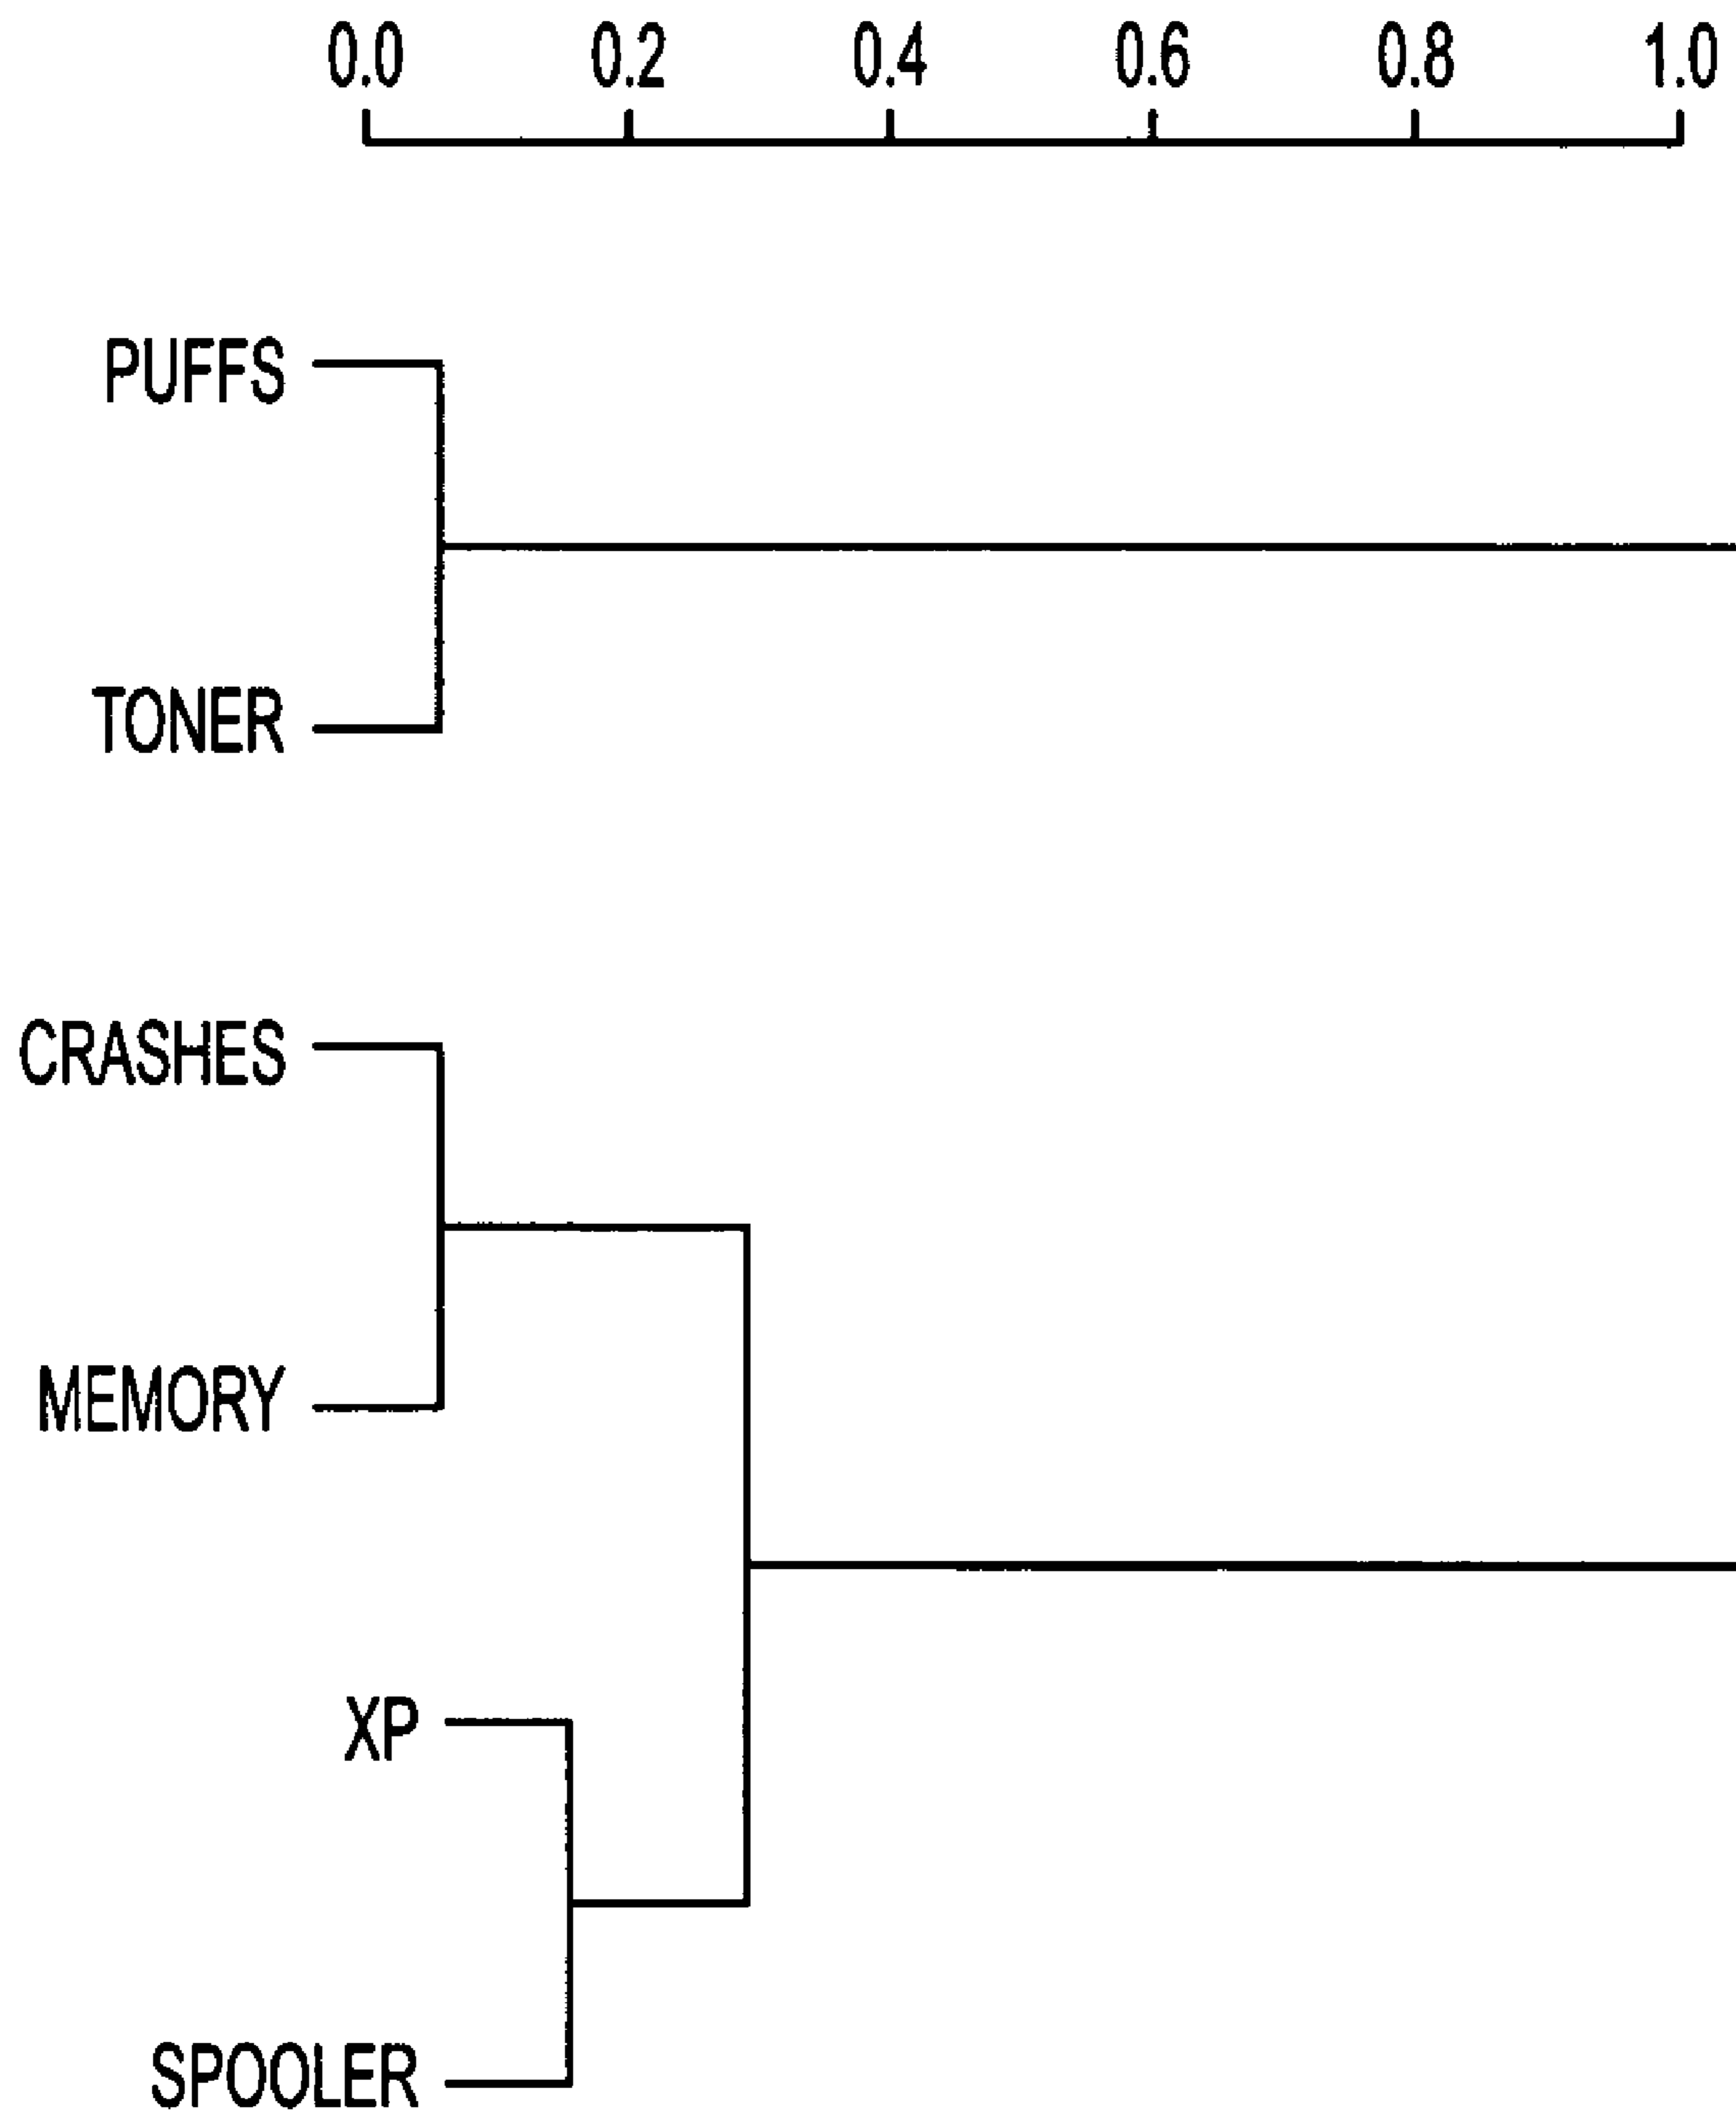 0.0 0.2 0.4 0.6 0.8 1.0
PUFFS
TONER
CRASHES
MEMORY
XP
SPOOLER